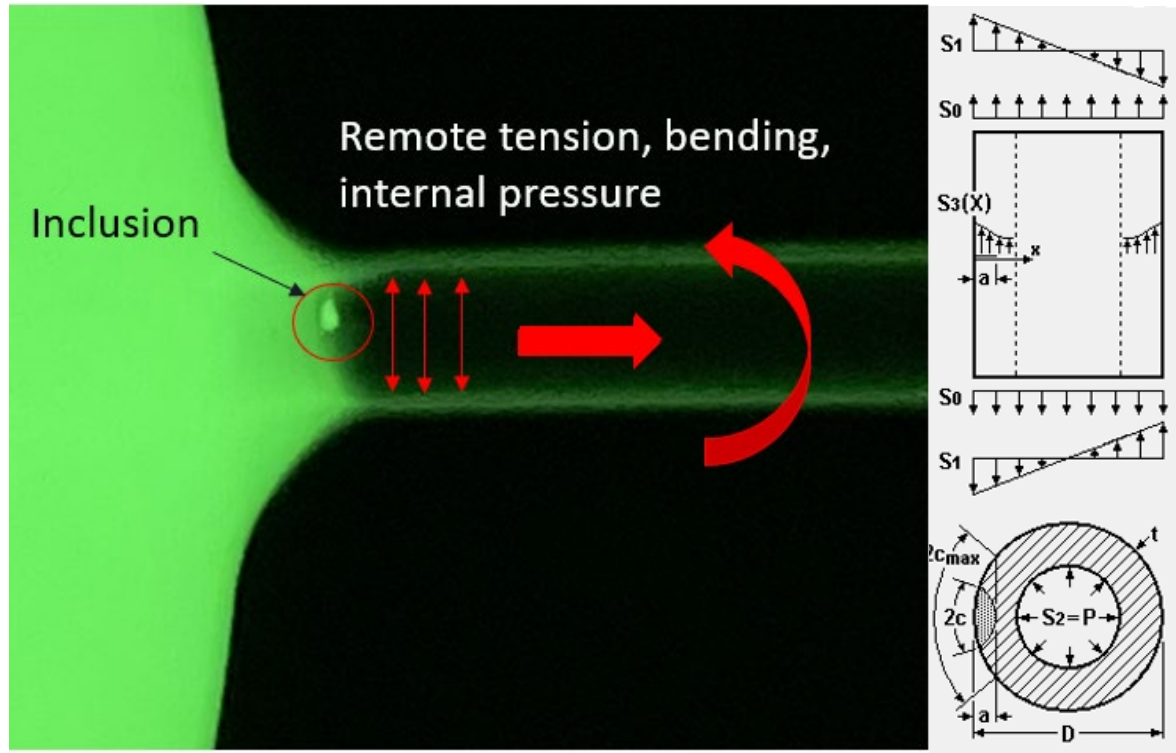 Remote tension, bending,
internal pressure
Inclusion
S1
S0
S3(X)
x
a
S0
S1
t
2cmax
2c
S2=P
a
D